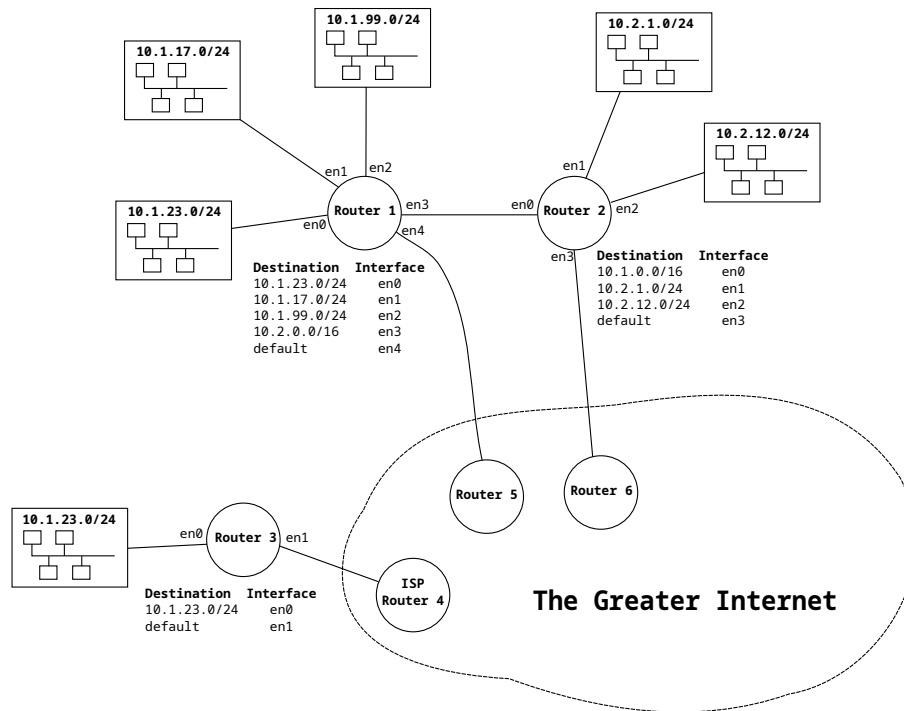 10.1.99.0/24
10.2.1.0/24
10.1.17.0/24
10.2.12.0/24
en1
en2
en1
10.1.23.0/24
en0
Router 1
en3
en0
Router 2
en2
en4
en3
Destination Interface
10.1.23.0/24 en0
10.1.17.0/24 en1
10.1.99.0/24 en2
10.2.0.0/16 en3
default en4
Destination Interface
10.1.0.0/16 en0
10.2.1.0/24 en1
10.2.12.0/24 en2
default en3
Router 5
Router 6
10.1.23.0/24
en0
Router 3
en1
Destination Interface
10.1.23.0/24 en0
default en1
ISP
Router 4
The Greater Internet